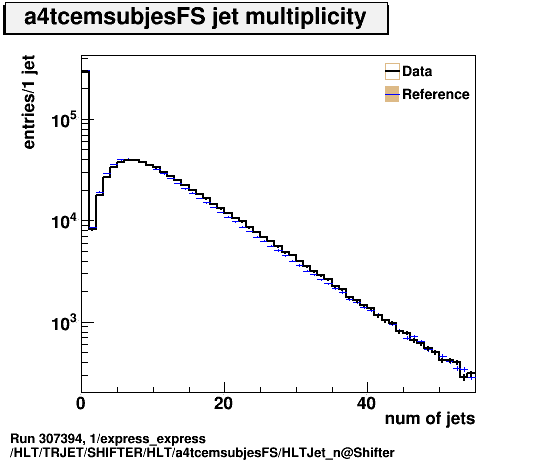 a4tcemsubjesFS jet multiplicity
entries/1 jet
Data
Reference
10^5
10^4
10^3
0
20
40
num of jets
Run 307394, 1/express_express
/HLT/TRJET/SHIFTER/HLT/a4tcemsubjesFS/HLTJet_n@Shifter